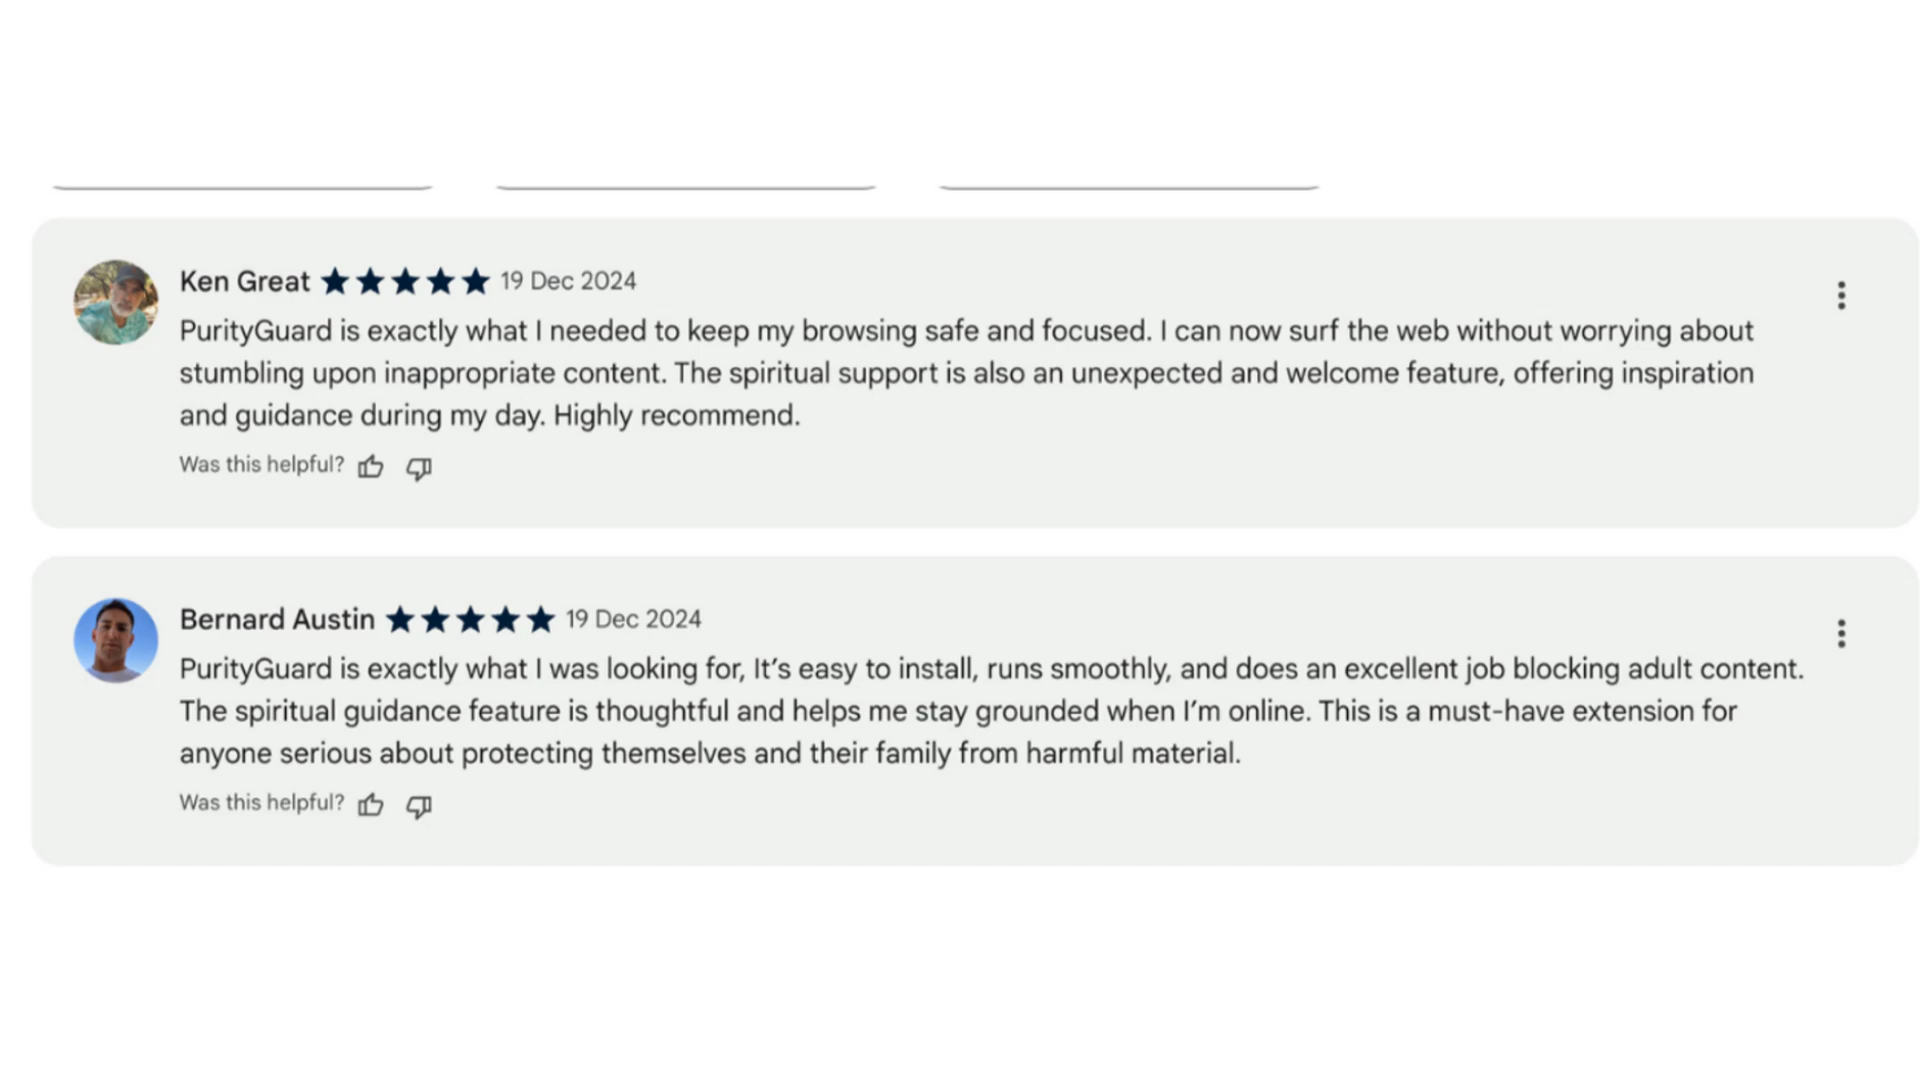 Ken Great 19 Dec 2024
PurityGuard is exactly what I needed to keep my browsing safe and focused. I can now surf the web without worrying about
stumbling upon inappropriate content. The spiritual support is also an unexpected and welcome feature, offering inspiration
and guidance during my day. Highly recommend.
Was this helpful?
Bernard Austin 19 Dec 2024
PurityGuard is exactly what I was looking for, It’s easy to install, runs smoothly, and does an excellent job blocking adult content.
The spiritual guidance feature is thoughtful and helps me stay grounded when I’m online. This is a must-have extension for
anyone serious about protecting themselves and their family from harmful material.
Was this helpful?